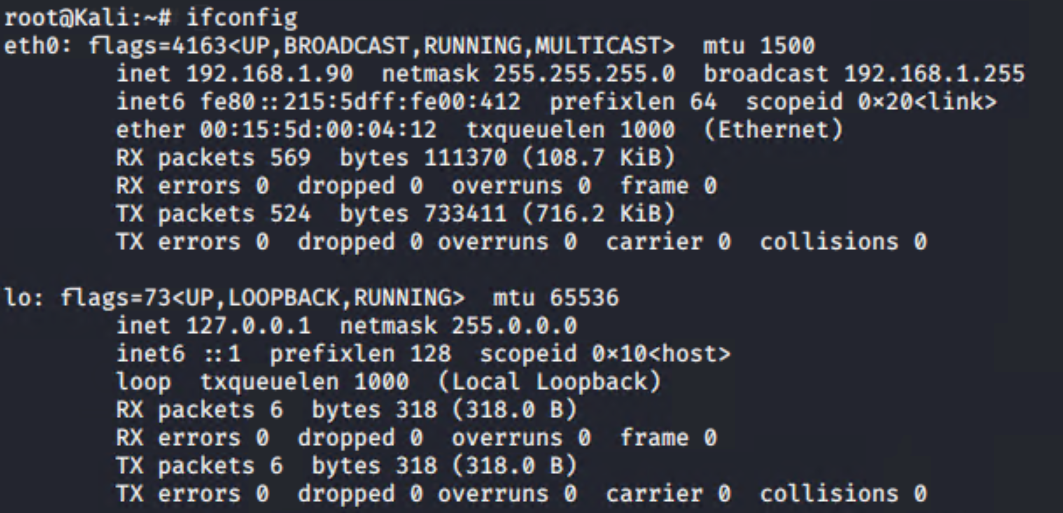 root@Kali:~# ifconfig
eth0: flags=4163<UP,BROADCAST,RUNNING,MULTICAST>  mtu 1500
        inet 192.168.1.90  netmask 255.255.255.0  broadcast 192.168.1.255
        inet6 fe80::215:5dff:fe00:412  prefixlen 64  scopeid 0×20<link>
        ether 00:15:5d:00:04:12  txqueuelen 1000  (Ethernet)
        RX packets 569  bytes 111370 (108.7 KiB)
        RX errors 0  dropped 0  overruns 0  frame 0
        TX packets 524  bytes 733411 (716.2 KiB)
        TX errors 0  dropped 0 overruns 0  carrier 0  collisions 0

lo: flags=73<UP,LOOPBACK,RUNNING>  mtu 65536
        inet 127.0.0.1  netmask 255.0.0.0
        inet6 ::1  prefixlen 128  scopeid 0×10<host>
        loop  txqueuelen 1000  (Local Loopback)
        RX packets 6  bytes 318 (318.0 B)
        RX errors 0  dropped 0  overruns 0  frame 0
        TX packets 6  bytes 318 (318.0 B)
        TX errors 0  dropped 0 overruns 0  carrier 0  collisions 0